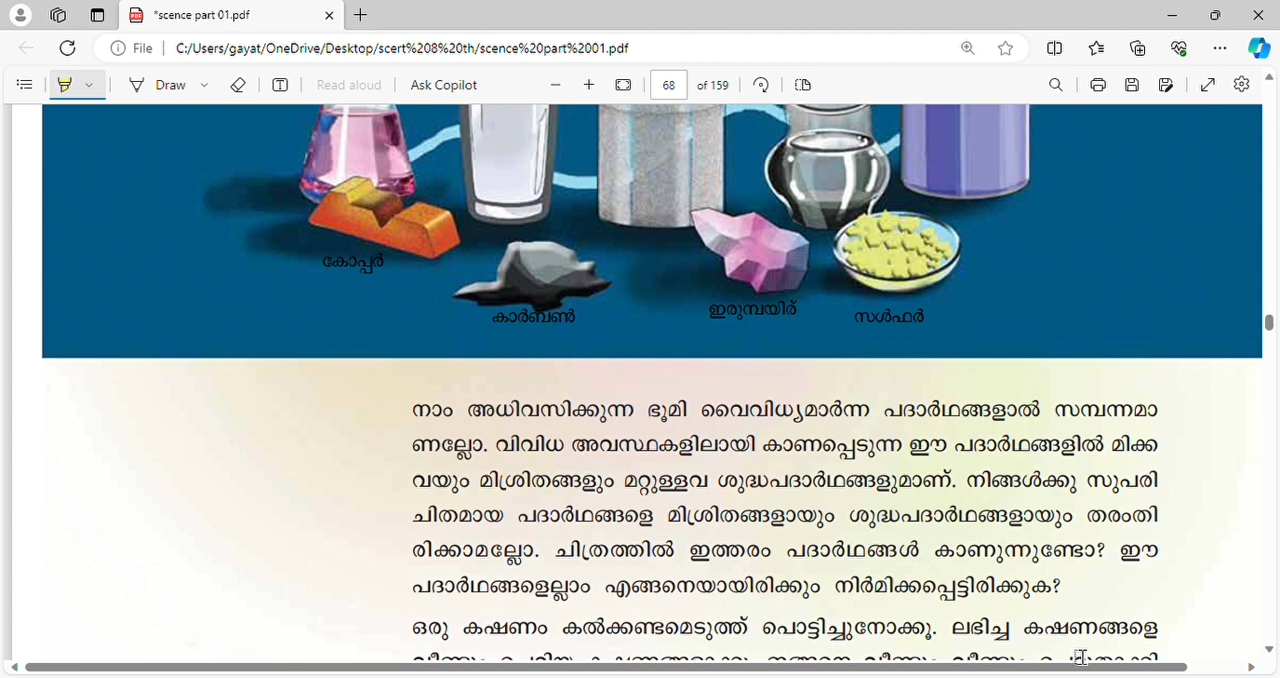 *scence part 01.pdf
File C:/Users/gayat/OneDrive/Desktop/scert%208%20th/scence%20part%2001.pdf
Draw Read aloud Ask Copilot 68 of 159
കോപ്പർ
കാർബൺ
ഇരുമ്പയിര്
സൾഫർ
നാം അധിവസിക്കുന്ന ഭൂമി വൈവിധ്യമാർന്ന പദാർഥങ്ങളാൽ സമ്പന്നമാ
ണല്ലോ. വിവിധ അവസ്ഥകളിലായി കാണപ്പെടുന്ന ഈ പദാർഥങ്ങളിൽ മിക്ക
വയും മിശ്രിതങ്ങളും മറ്റുള്ളവ ശുദ്ധപദാർഥങ്ങളുമാണ്. നിങ്ങൾക്കു സുപരി
ചിതമായ പദാർഥങ്ങളെ മിശ്രിതങ്ങളായും ശുദ്ധപദാർഥങ്ങളായും തരംതി
രിക്കാമല്ലോ. ചിത്രത്തിൽ ഇത്തരം പദാർഥങ്ങൾ കാണുന്നുണ്ടോ? ഈ
പദാർഥങ്ങളെല്ലാം എങ്ങനെയായിരിക്കും നിർമിക്കപ്പെട്ടിരിക്കുക?
ഒരു കഷണം കൽക്കണ്ടമെടുത്ത് പൊട്ടിച്ചുനോക്കൂ. ലഭിച്ച കഷണങ്ങളെ